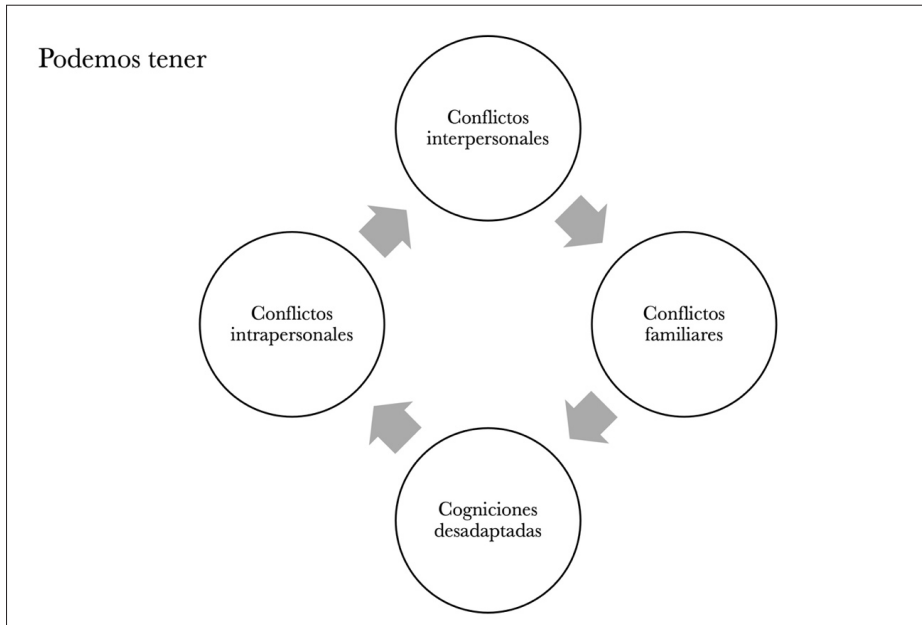 Podemos tener
Conflictos
interpersonales
Conflictos
familiares
Cogniciones
desadaptadas
Conflictos
intrapersonales